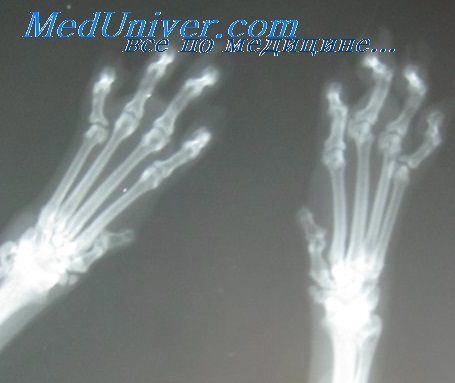 MedUniver.com
все по медицине....